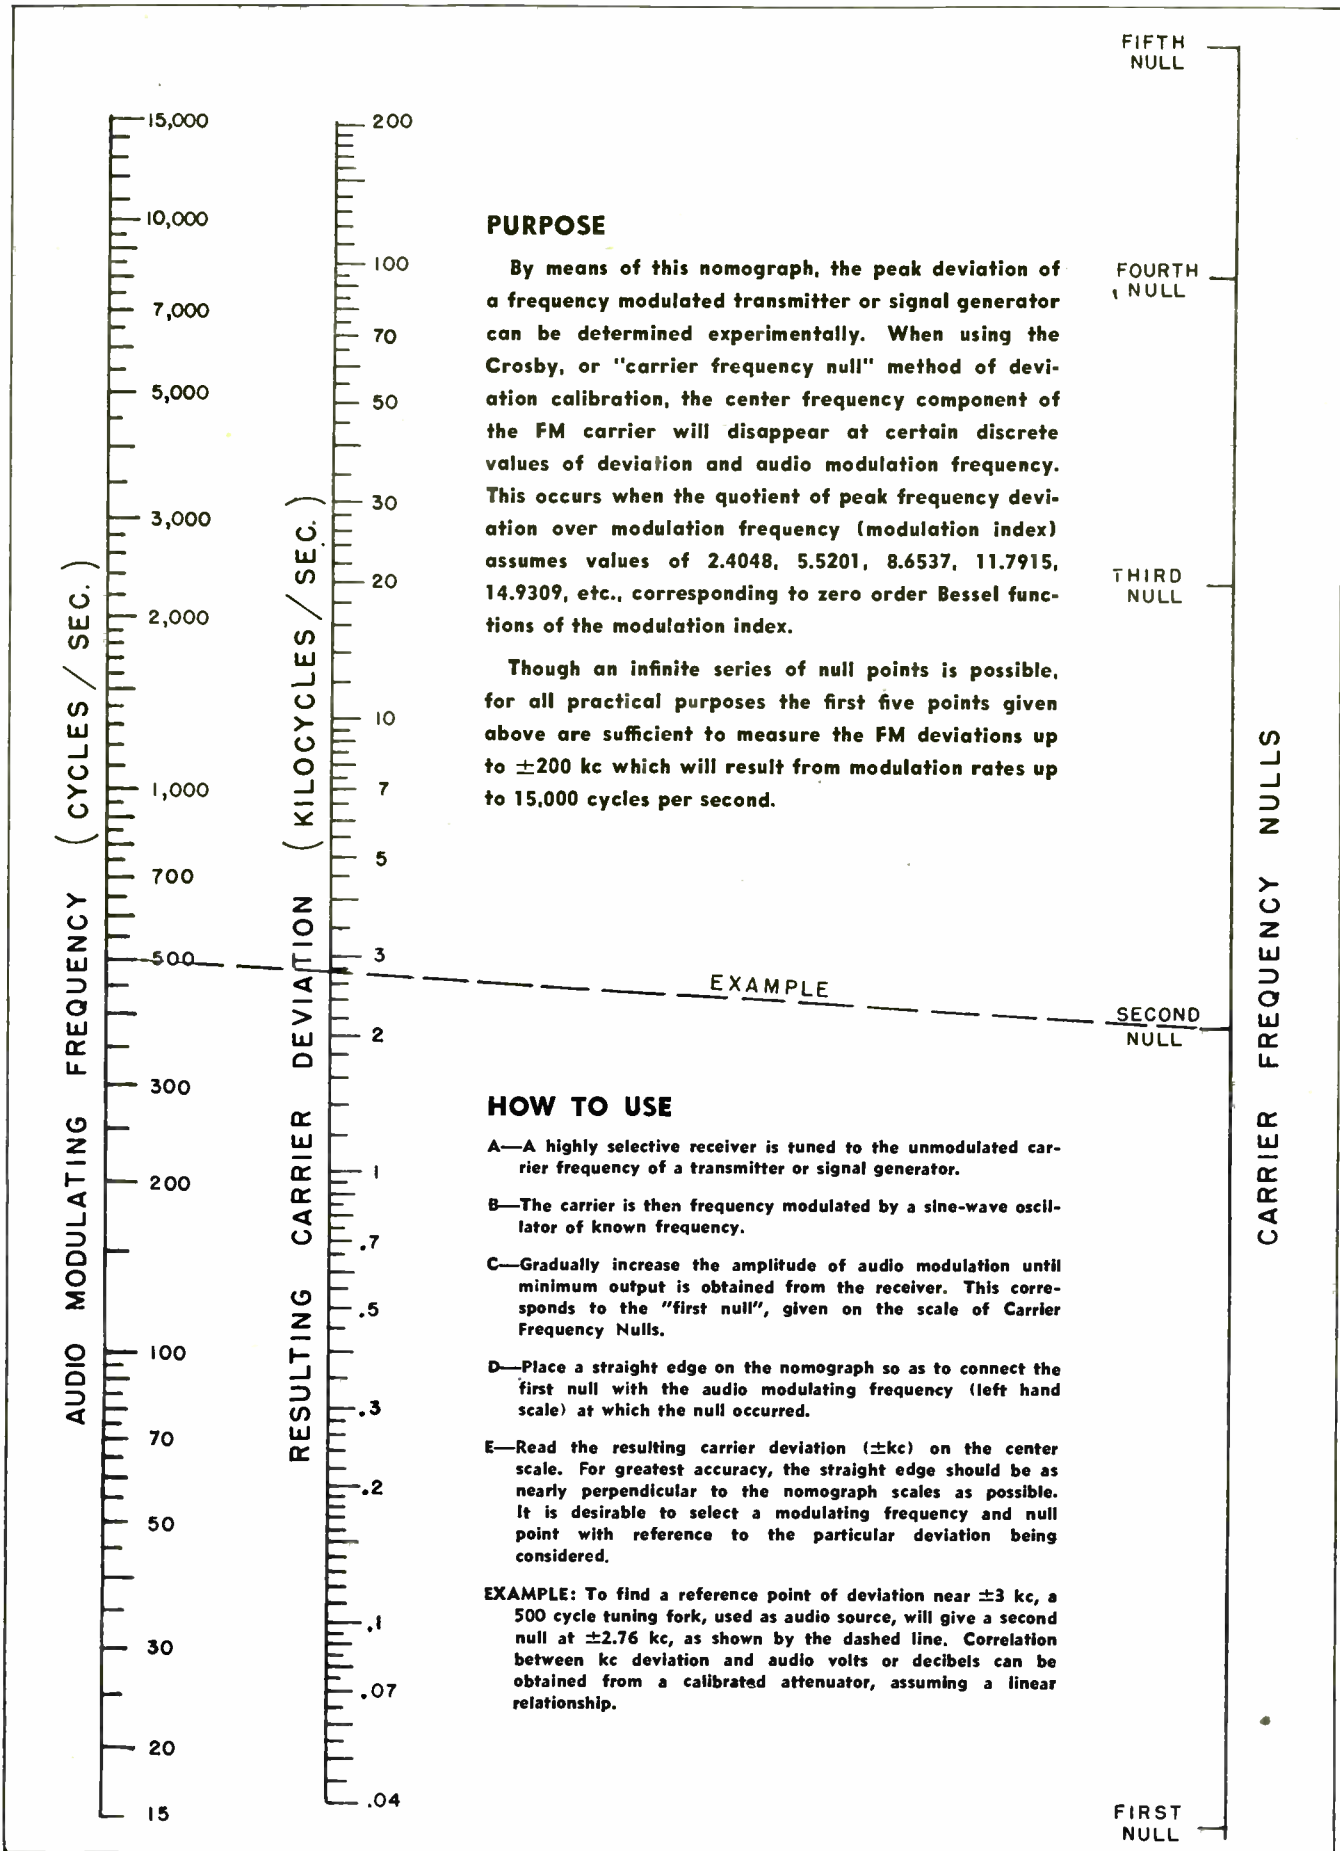 FIFTH
NULL
15,000
10,000
7,000
5,000
3,000
2,000
1,000
700
500
300
200
100
70
50
30
20
15
AUDIO MODULATING FREQUENCY (CYCLES/SEC.)
200
100
70
50
30
20
10
7
5
3
2
1
.7
.5
.3
.2
.1
.07
.04
RESULTING CARRIER DEVIATION (KILOCYCLES/SEC.)
PURPOSE
By means of this nomograph, the peak deviation of
a frequency modulated transmitter or signal generator
can be determined experimentally. When using the
Crosby, or "carrier frequency null" method of devi-
ation calibration, the center frequency component of
the FM carrier will disappear at certain discrete
values of deviation and audio modulation frequency.
This occurs when the quotient of peak frequency devi-
ation over modulation frequency (modulation index)
assumes values of 2.4048, 5.5201, 8.6537, 11.7915,
14.9309, etc., corresponding to zero order Bessel func-
tions of the modulation index.
Though an infinite series of null points is possible,
for all practical purposes the first five points given
above are sufficient to measure the FM deviations up
to ±200 kc which will result from modulation rates up
to 15,000 cycles per second.
EXAMPLE
HOW TO USE
A—A highly selective receiver is tuned to the unmodulated car-
rier frequency of a transmitter or signal generator.
B—The carrier is then frequency modulated by a sine-wave oscil-
lator of known frequency.
C—Gradually increase the amplitude of audio modulation until
minimum output is obtained from the receiver. This corre-
sponds to the "first null", given on the scale of Carrier
Frequency Nulls.
D—Place a straight edge on the nomograph so as to connect the
first null with the audio modulating frequency (left hand
scale) at which the null occurred.
E—Read the resulting carrier deviation (±kc) on the center
scale. For greatest accuracy, the straight edge should be as
nearly perpendicular to the nomograph scales as possible.
It is desirable to select a modulating frequency and null
point with reference to the particular deviation being
considered.
EXAMPLE: To find a reference point of deviation near ±3 kc, a
500 cycle tuning fork, used as audio source, will give a second
null at ±2.76 kc, as shown by the dashed line. Correlation
between kc deviation and audio volts or decibels can be
obtained from a calibrated attenuator, assuming a linear
relationship.
FOURTH
NULL
THIRD
NULL
SECOND
NULL
FIRST
NULL
CARRIER FREQUENCY NULLS